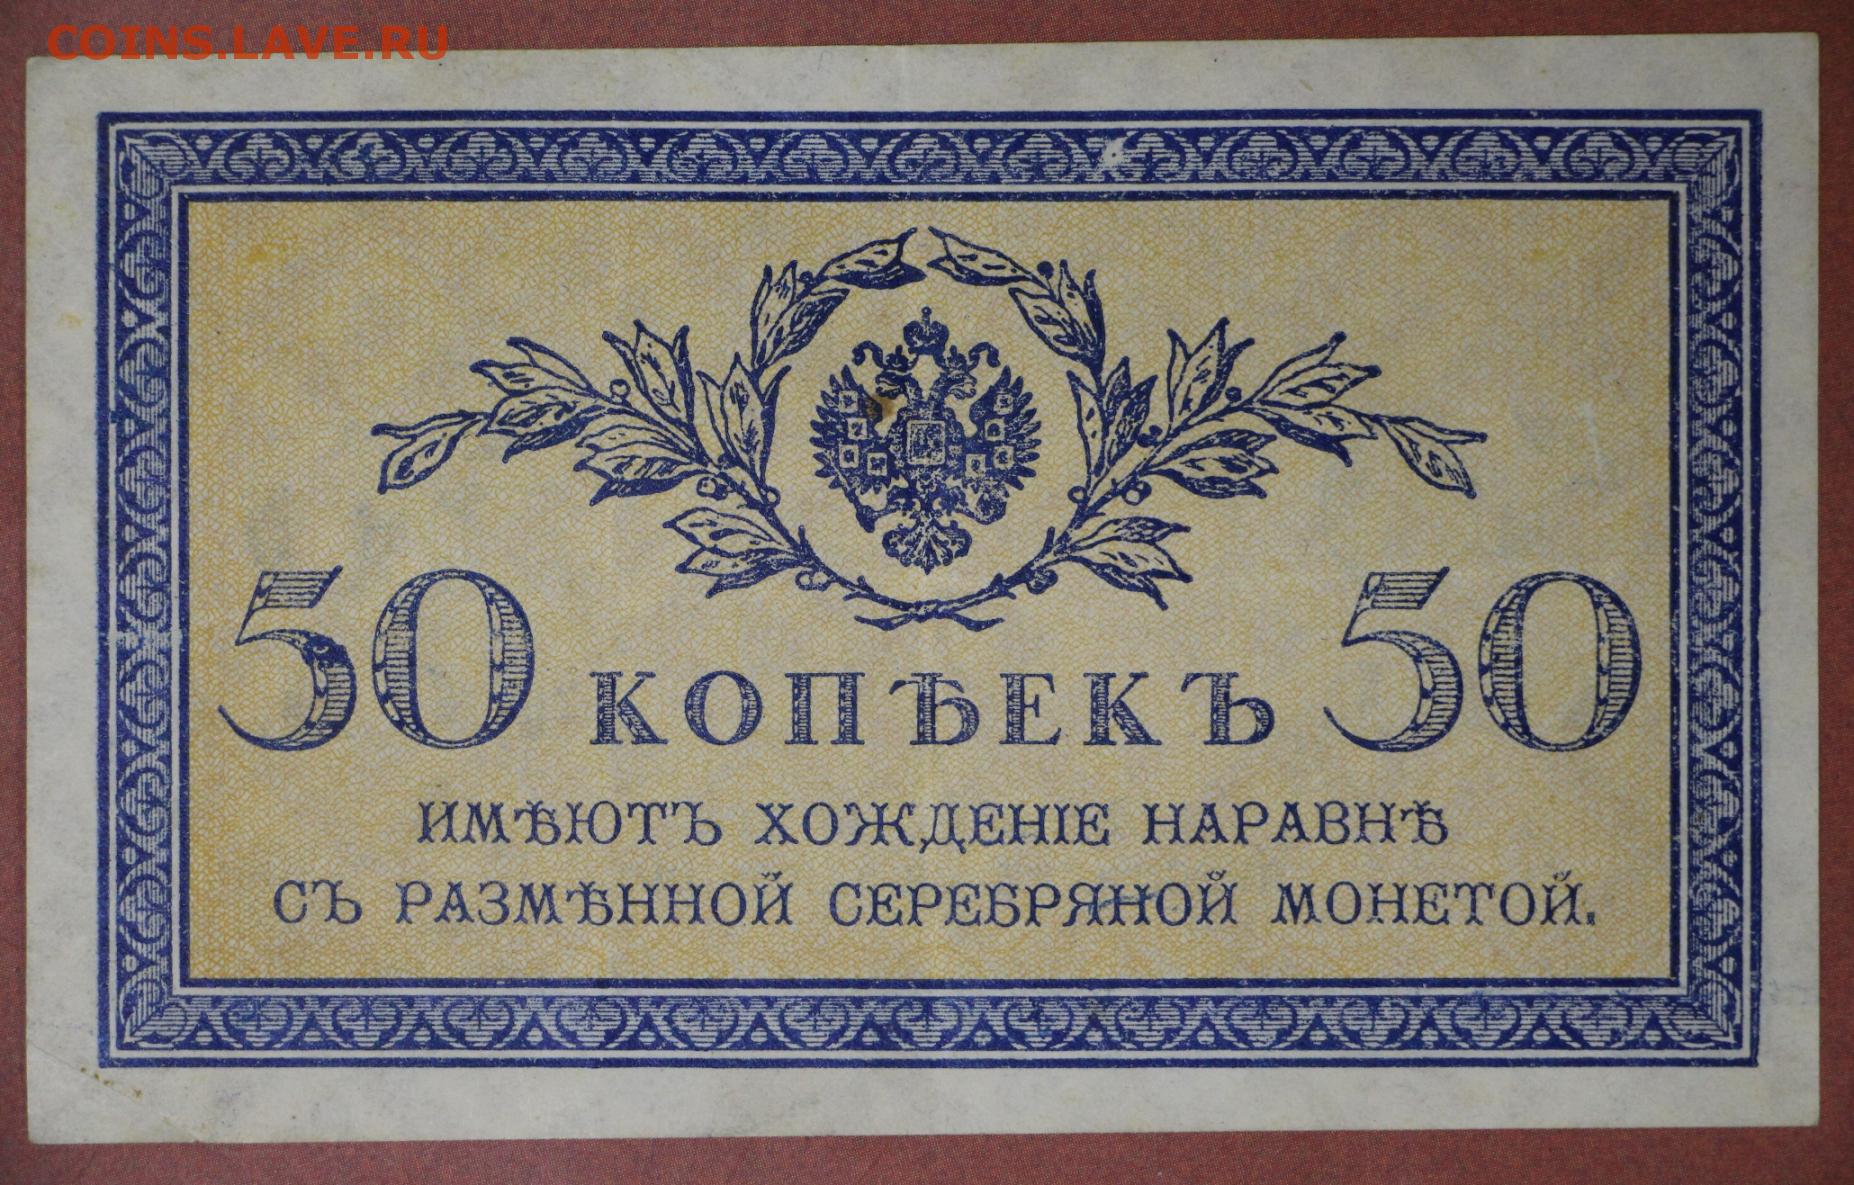 COINS.LAVE.RU
50 КОПѢЕКЪ 50
ИМѢЮТЪ ХОЖДЕНІЕ НАРАВНѢ
СЪ РАЗМѢННОЙ СЕРЕБРЯНОЙ МОНЕТОЙ.